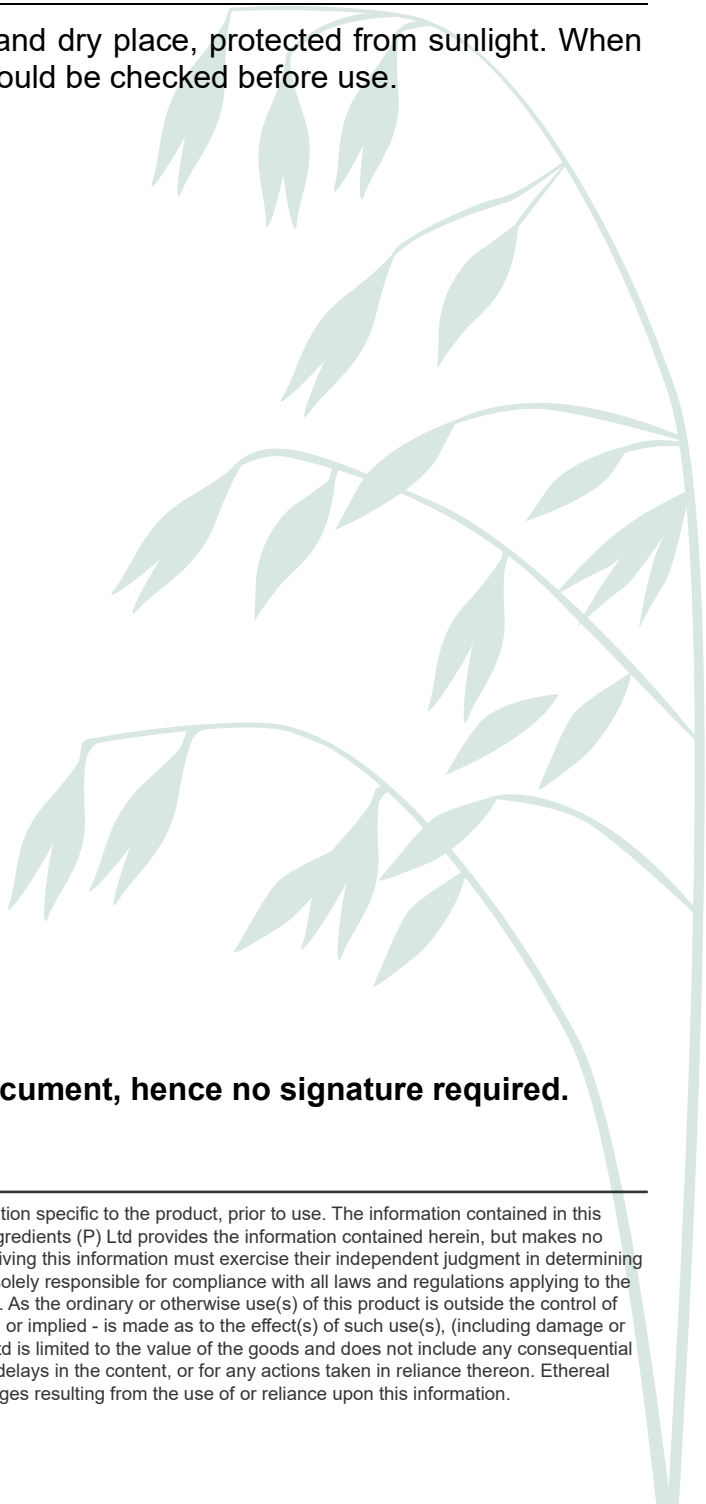 and dry place, protected from sunlight. When
ould be checked before use.
cument, hence no signature required.
tion specific to the product, prior to use. The information contained in this
gredients (P) Ltd provides the information contained herein, but makes no
iving this information must exercise their independent judgment in determining
solely responsible for compliance with all laws and regulations applying to the
. As the ordinary or otherwise use(s) of this product is outside the control of
or implied - is made as to the effect(s) of such use(s), (including damage or
td is limited to the value of the goods and does not include any consequential
delays in the content, or for any actions taken in reliance thereon. Ethereal
ges resulting from the use of or reliance upon this information.